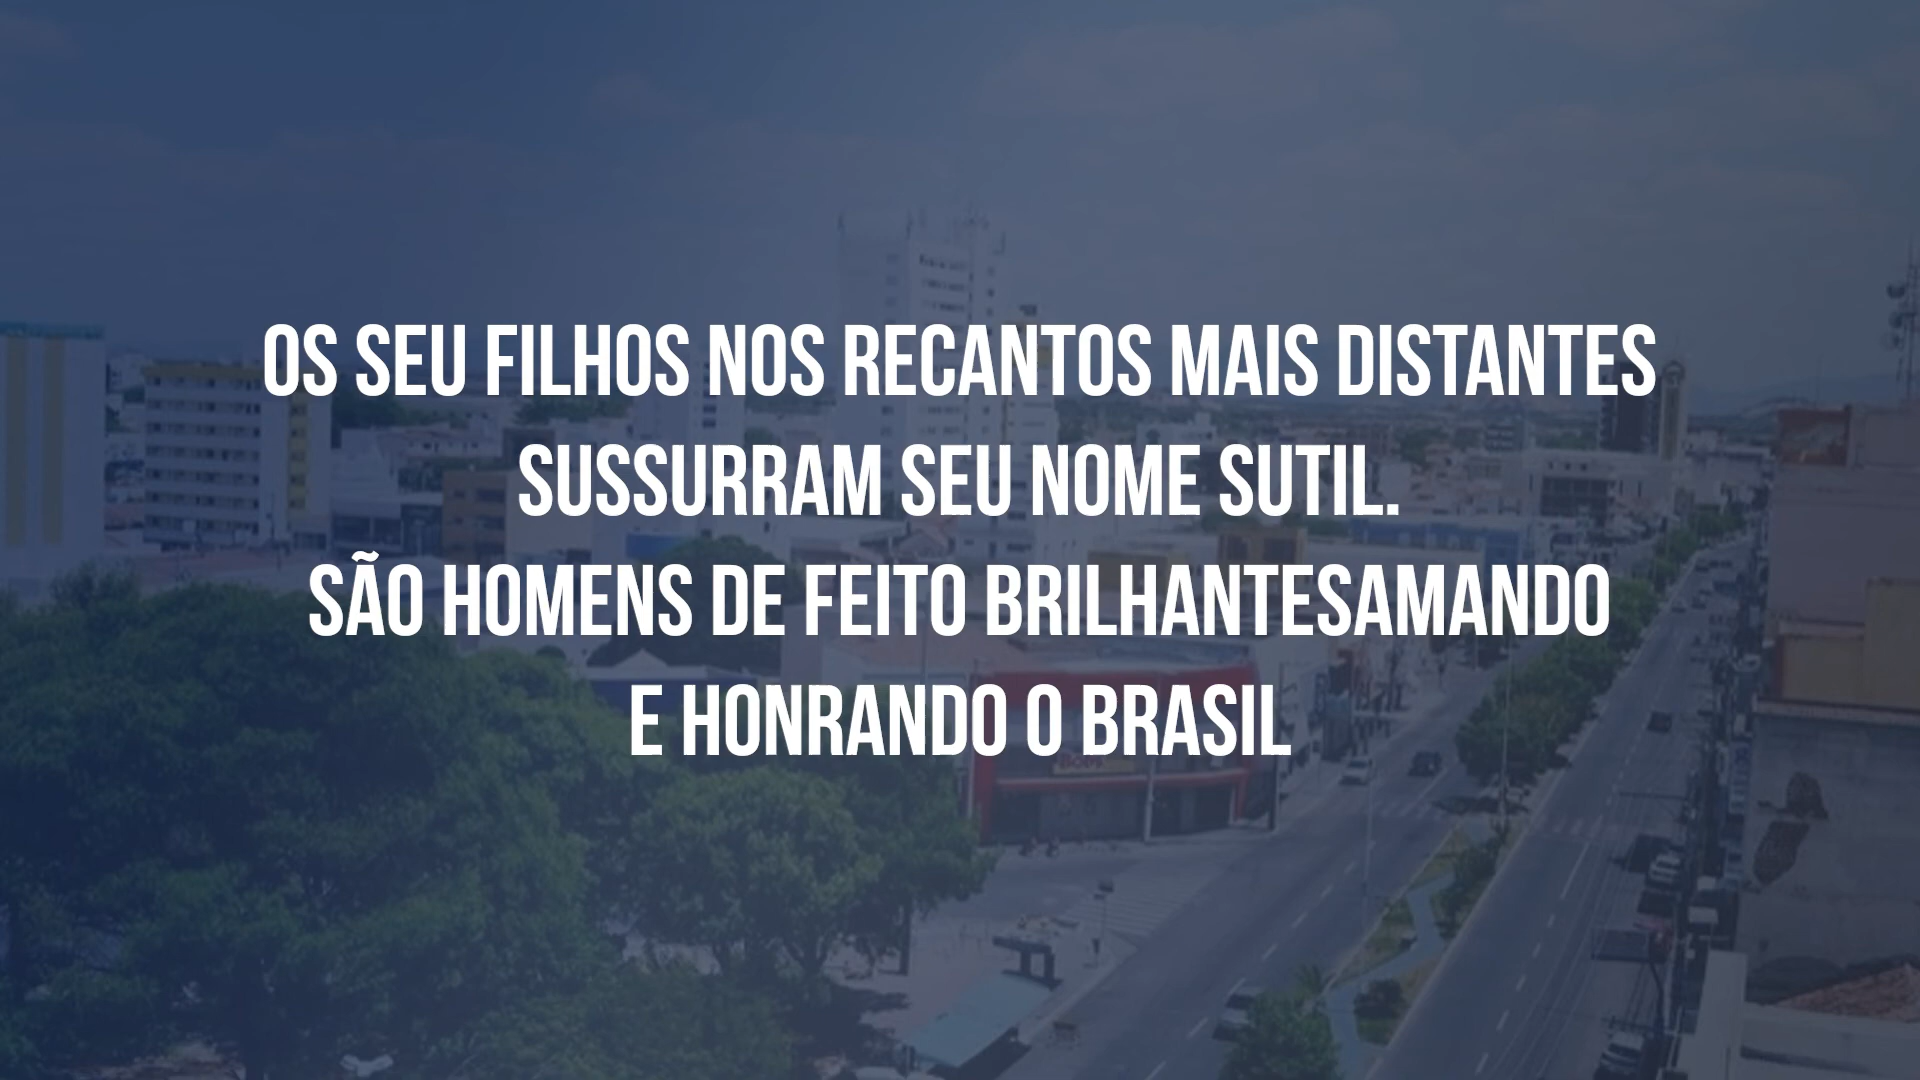 OS SEU FILHOS NOS RECANTOS MAIS DISTANTES
SUSSURRAM SEU NOME SUTIL.
SÃO HOMENS DE FEITO BRILHANTESAMANDO
E HONRANDO O BRASIL